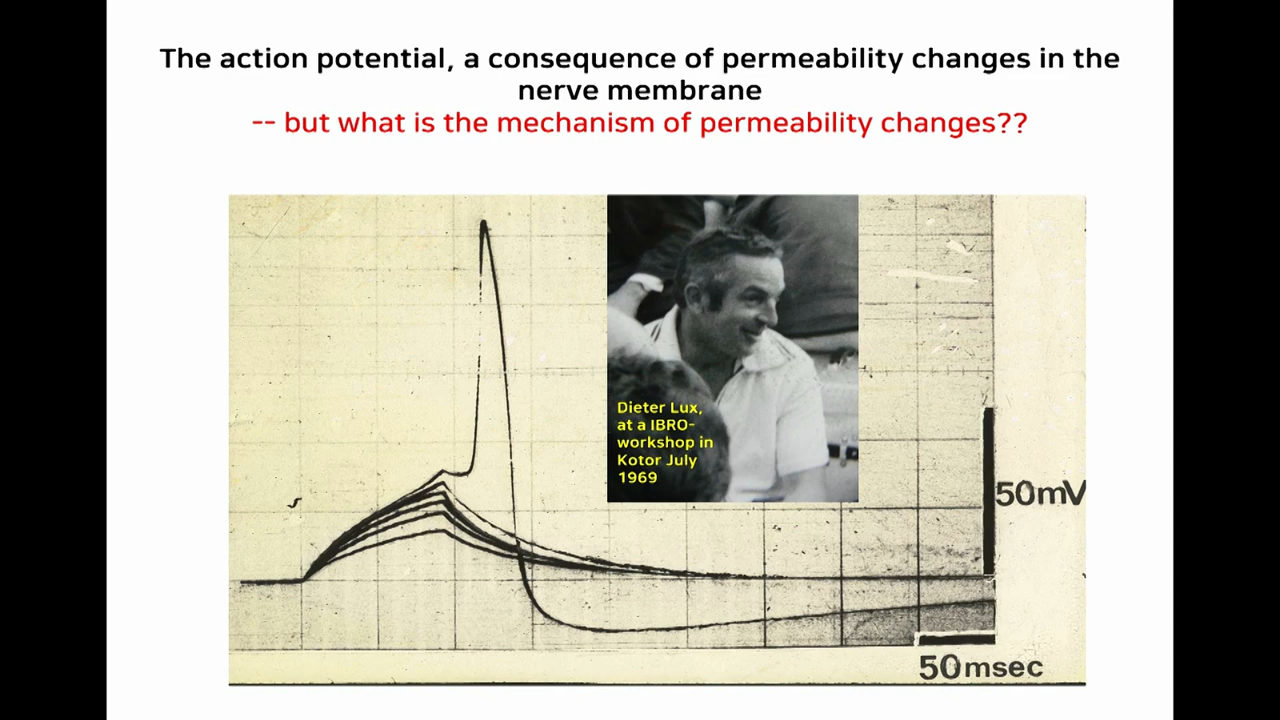 The action potential, a consequence of permeability changes in the
nerve membrane
-- but what is the mechanism of permeability changes??
Dieter Lux,
at a IBRO-
workshop in
Kotor July
1969
50mV
50msec